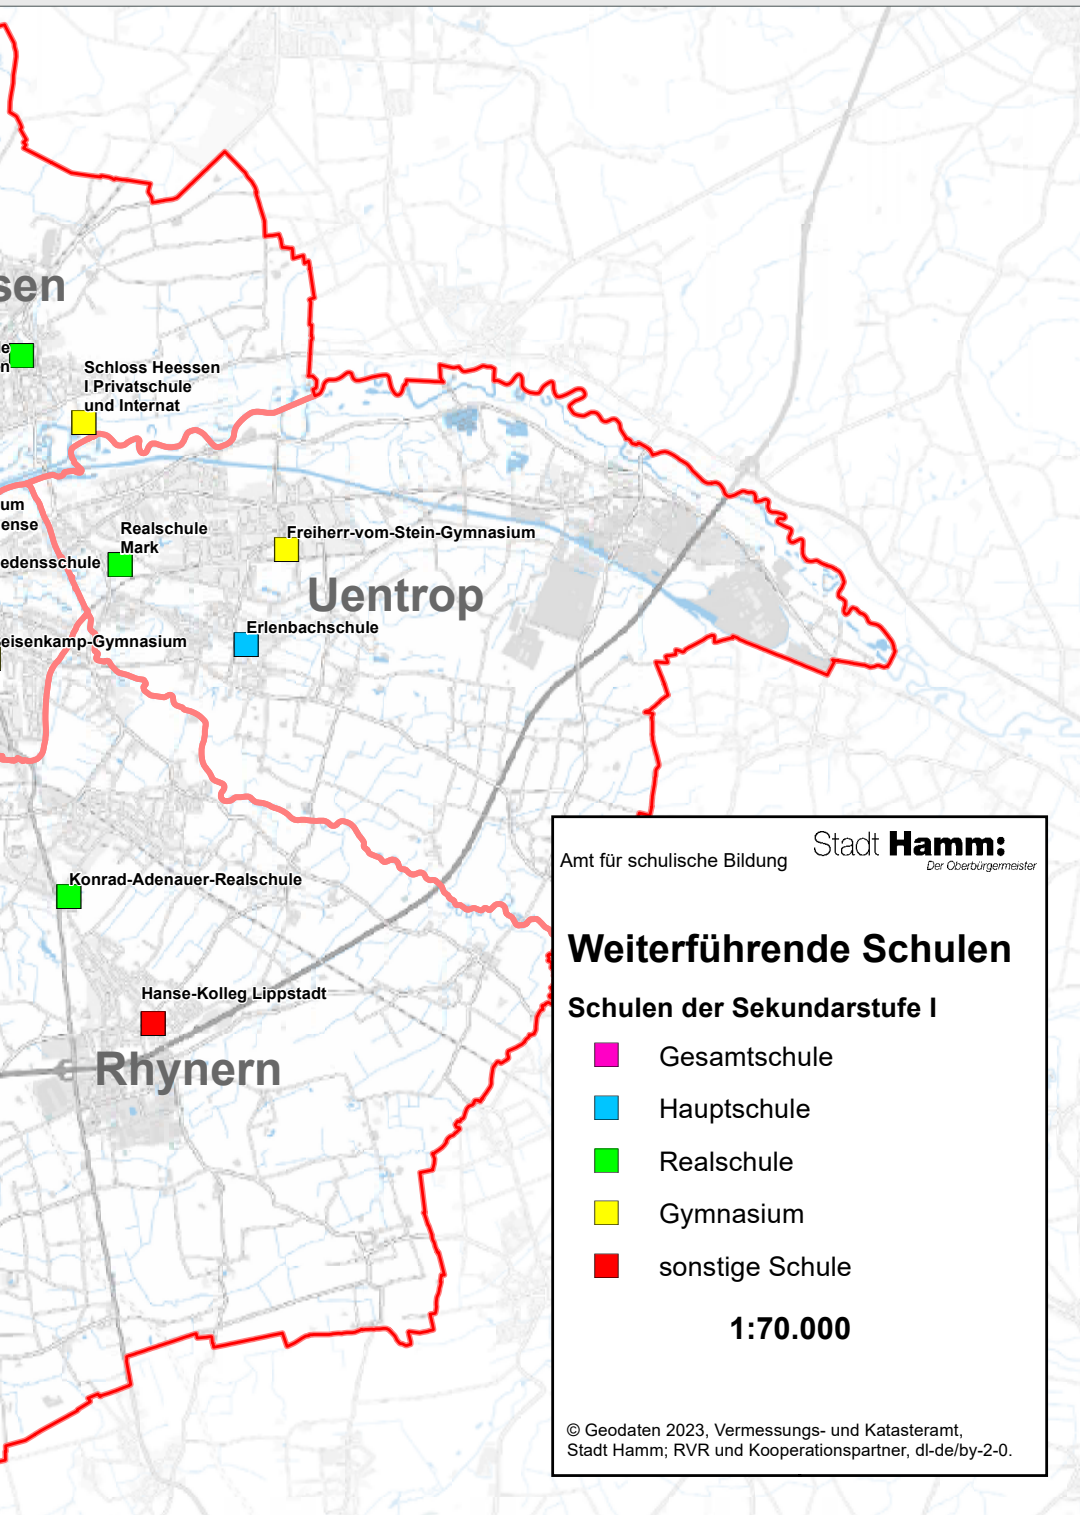 sen
e
n
Schloss Heessen
I Privatschule
und Internat
um
ense
Realschule
Mark
edensschule
Freiherr-vom-Stein-Gymnasium
Uentrop
Erlenbachschule
eisenkamp-Gymnasium
Konrad-Adenauer-Realschule
Hanse-Kolleg Lippstadt
Rhynern
Amt für schulische Bildung
Stadt Hamm:
Der Oberbürgermeister
Weiterführende Schulen
Schulen der Sekundarstufe I
Gesamtschule
Hauptschule
Realschule
Gymnasium
sonstige Schule
1:70.000
© Geodaten 2023, Vermessungs- und Katasteramt,
Stadt Hamm; RVR und Kooperationspartner, dl-de/by-2-0.